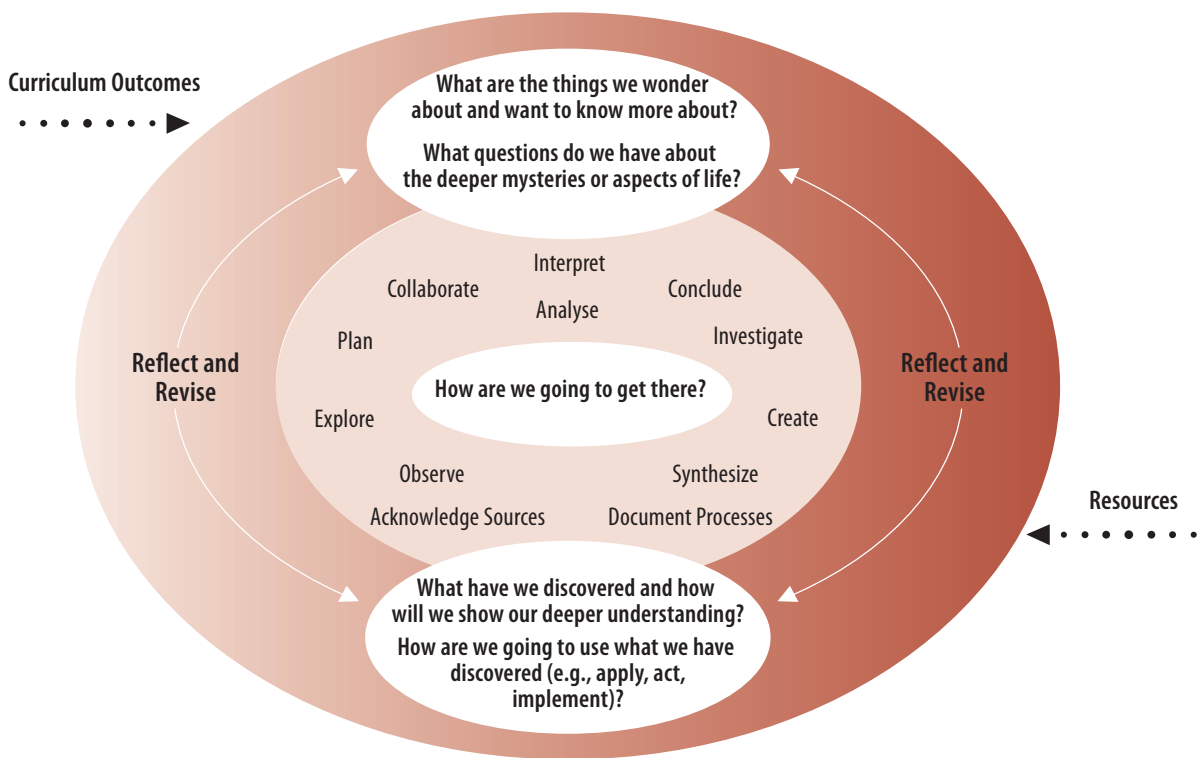 Curriculum Outcomes
What are the things we wonder
about and want to know more about?
What questions do we have about
the deeper mysteries or aspects of life?
Interpret
Collaborate
Conclude
Analyse
Plan
Investigate
Reflect and
Revise
How are we going to get there?
Reflect and
Revise
Explore
Create
Observe
Synthesize
Acknowledge Sources
Document Processes
Resources
What have we discovered and how
will we show our deeper understanding?
How are we going to use what we have
discovered (e.g., apply, act,
implement)?